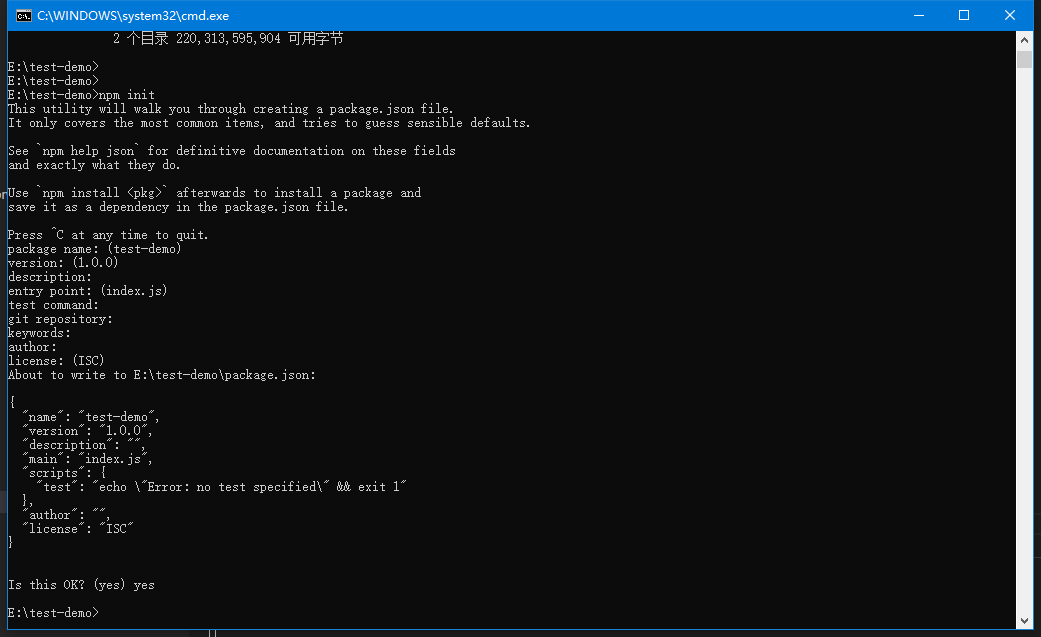 C:\WINDOWS\system32\cmd.exe
2 个目录 220,313,595,904 可用字节
E:\test-demo>
E:\test-demo>
E:\test-demo>npm init
This utility will walk you through creating a package.json file.
It only covers the most common items, and tries to guess sensible defaults.
See `npm help json` for definitive documentation on these fields
and exactly what they do.
Use `npm install <pkg>` afterwards to install a package and
save it as a dependency in the package.json file.
Press ^C at any time to quit.
package name: (test-demo)
version: (1.0.0)
description:
entry point: (index.js)
test command:
git repository:
keywords:
author:
license: (ISC)
About to write to E:\test-demo\package.json:
{
  "name": "test-demo",
  "version": "1.0.0",
  "description": "",
  "main": "index.js",
  "scripts": {
    "test": "echo \"Error: no test specified\" && exit 1"
  },
  "author": "",
  "license": "ISC"
}
Is this OK? (yes) yes
E:\test-demo>